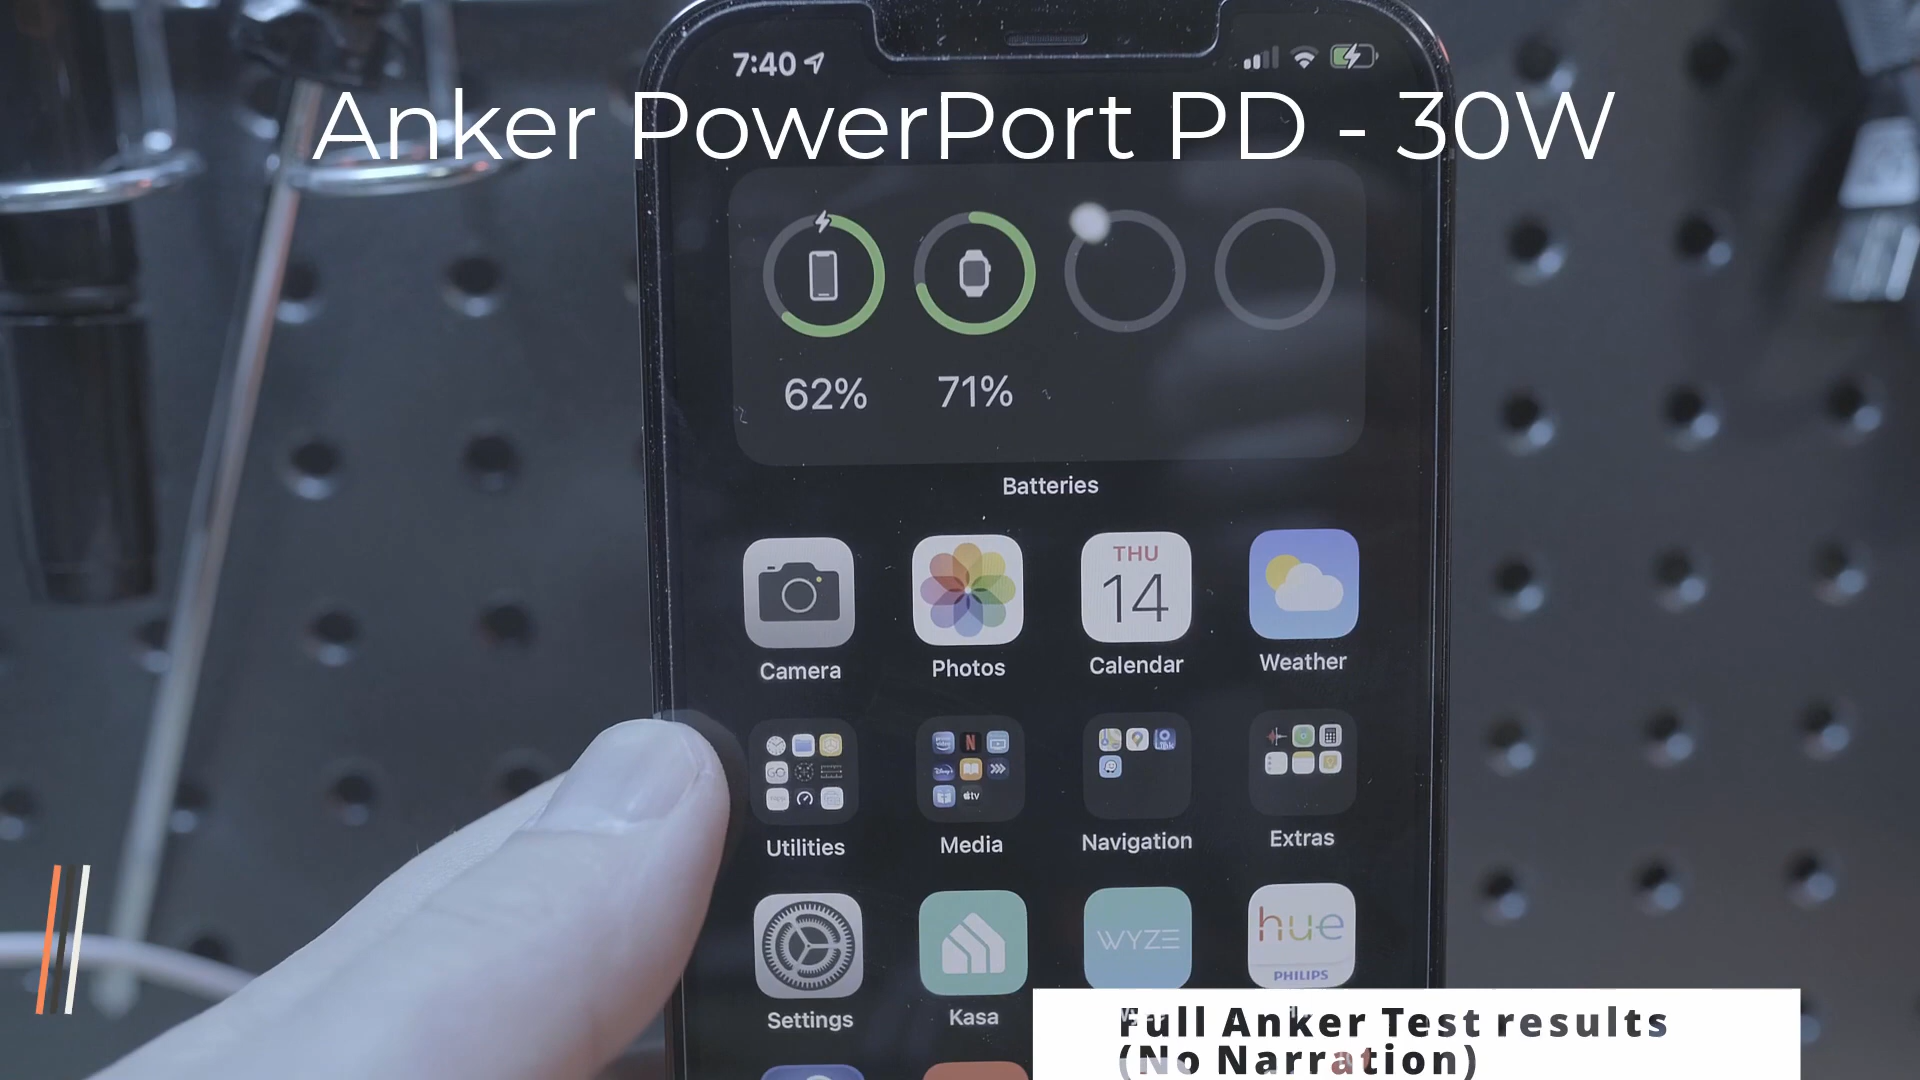 7:40
Anker PowerPort PD - 30W
62% 71%
Batteries
THU
14
Camera Photos Calendar Weather
Utilities Media Navigation Extras
WYZE
hue
PHILIPS
Settings Kasa
Full Anker Test results
(No Narration)